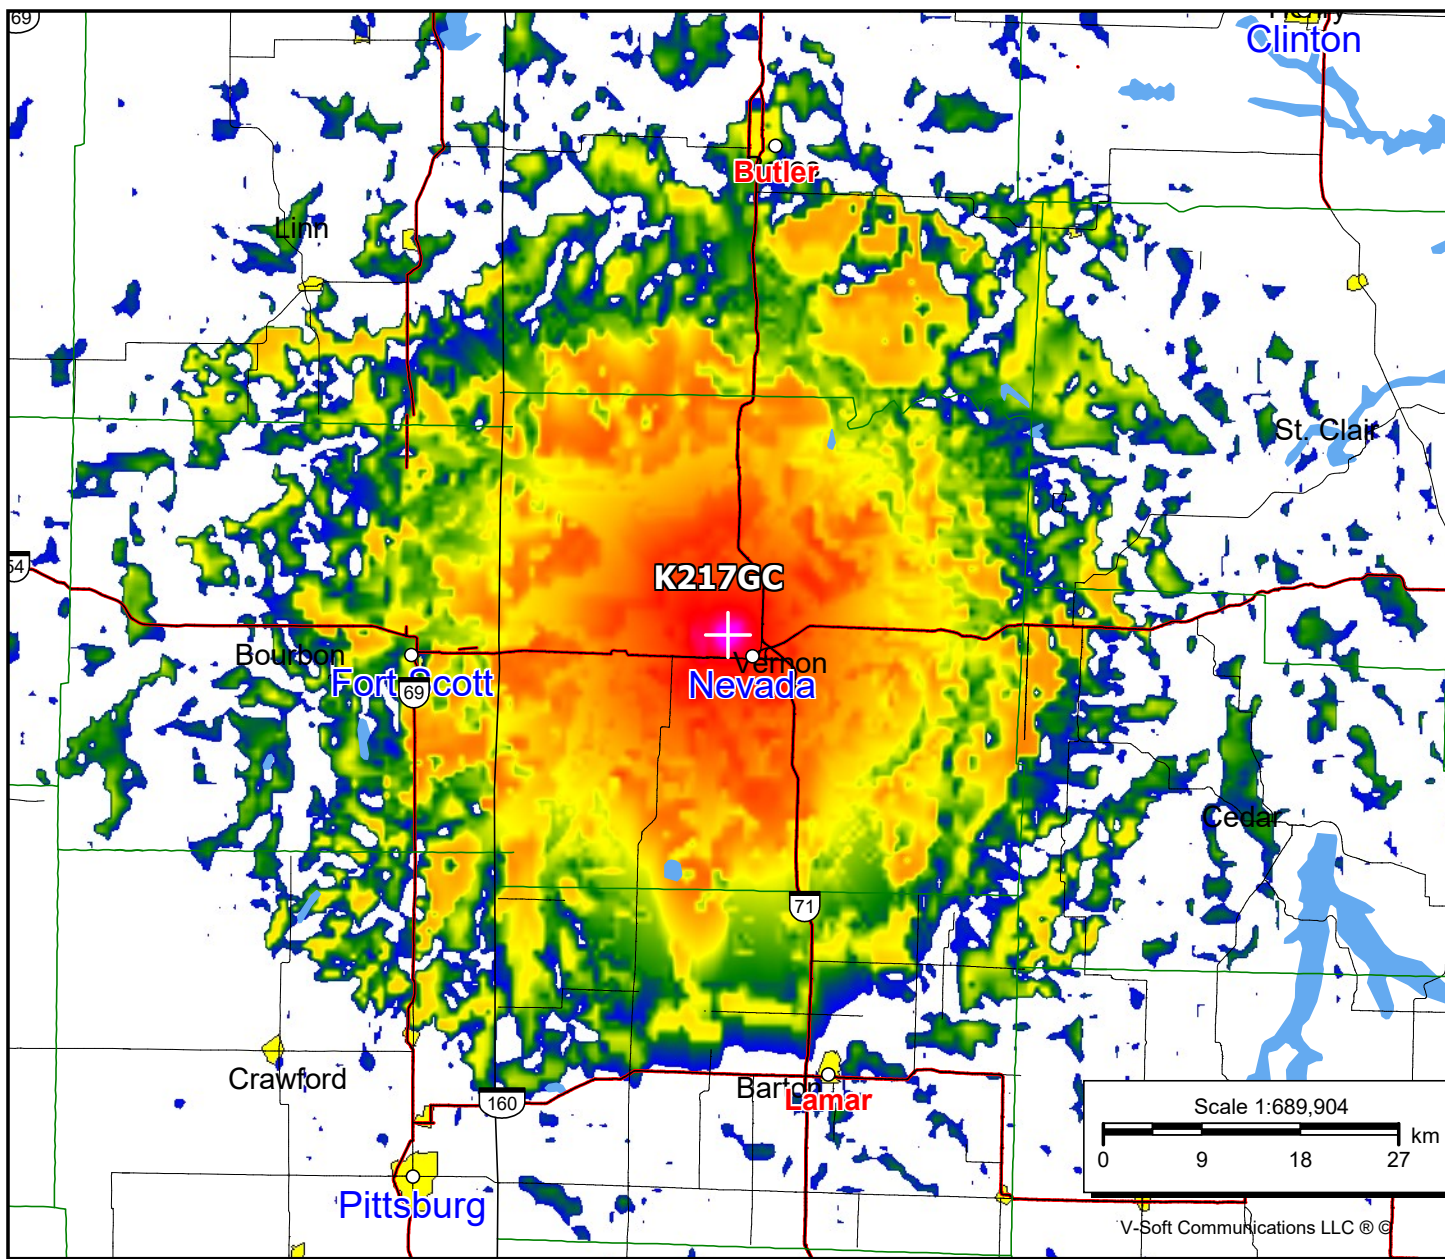 69
Clinton
Butler
Linn
St. Clair
54
K217GC
Bourbon
Vernon
Fort Scott
Nevada
69
Cedar
71
Crawford
Barton
Lamar
160
Scale 1:689,904
km
0 9 18 27
Pittsburg
V-Soft Communications LLC ® ©